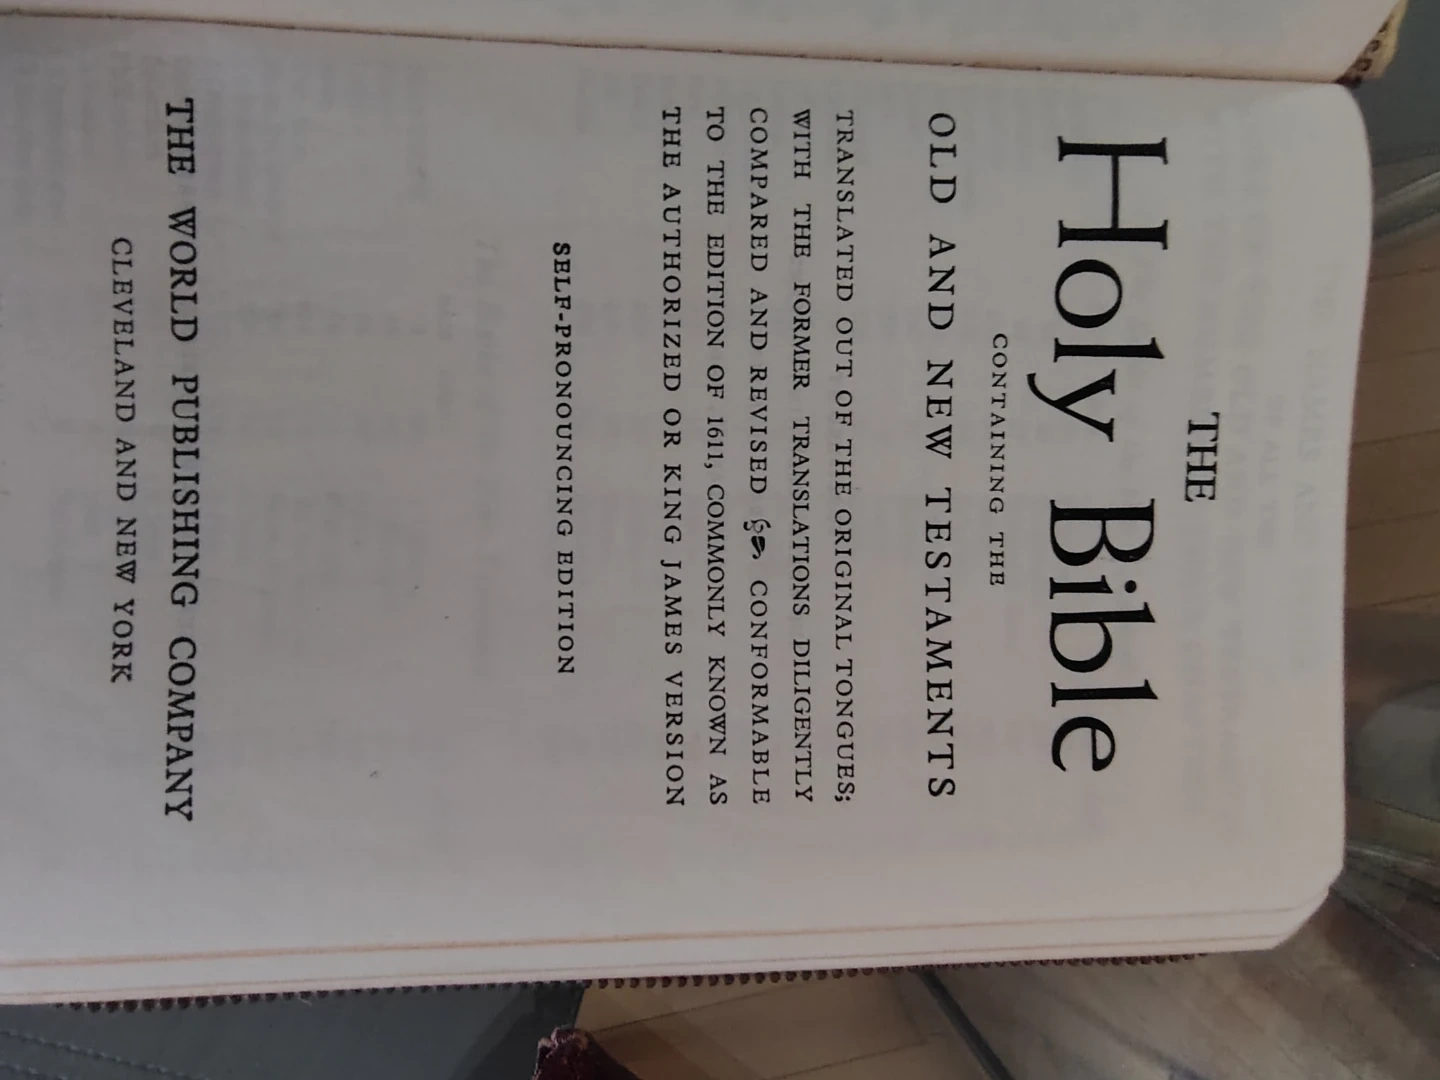 THE
Holy Bible
CONTAINING THE
OLD AND NEW TESTAMENTS
TRANSLATED OUT OF THE ORIGINAL TONGUES;
WITH THE FORMER TRANSLATIONS DILIGENTLY
COMPARED AND REVISED CONFORMABLE
TO THE EDITION OF 1611, COMMONLY KNOWN AS
THE AUTHORIZED OR KING JAMES VERSION
SELF-PRONOUNCING EDITION
THE WORLD PUBLISHING COMPANY
CLEVELAND AND NEW YORK